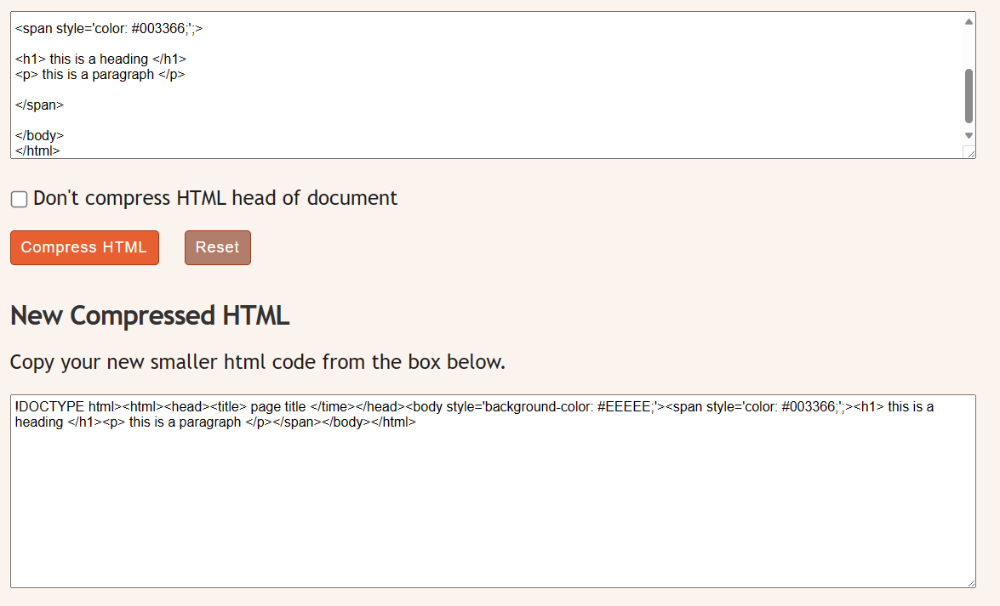 <span style='color: #003366;';>
<h1> this is a heading </h1>
<p> this is a paragraph </p>
</span>
</body>
</html>
Don't compress HTML head of document
Compress HTML Reset
New Compressed HTML
Copy your new smaller html code from the box below.
!DOCTYPE html><html><head><title> page title </time></head><body style='background-color: #EEEEE;'><span style='color: #003366;';><h1> this is a
heading </h1><p> this is a paragraph </p></span></body></html>